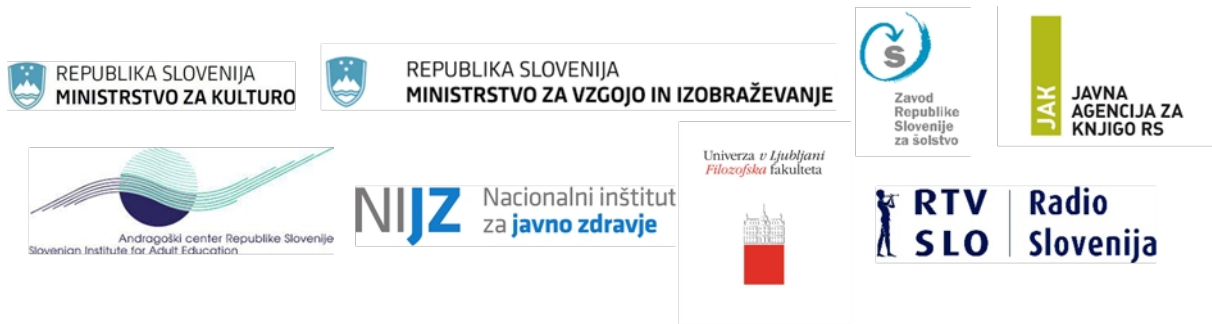 REPUBLIKA SLOVENIJA
MINISTRSTVO ZA KULTURO
REPUBLIKA SLOVENIJA
MINISTRSTVO ZA VZGOJO IN IZOBRAŽEVANJE
Š
Zavod
Republike
Slovenije
za šolstvo
JAK
JAVNA
AGENCIJA ZA
KNJIGO RS
Andragoški center Republike Slovenije
Slovenian Institute for Adult Education
NIJZ
Nacionalni inštitut
za javno zdravje
Univerza v Ljubljani
Filozofska fakulteta
RTV
SLO
Radio
Slovenija